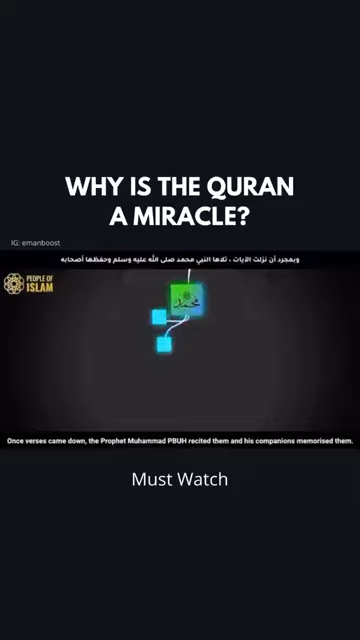 WHY IS THE QURAN
A MIRACLE?
IG: emanboost
وبمجرد أن نزلت الآيات ، تلاها النبي محمد صلى الله عليه وسلم وحفظها أصحابه
PEOPLE OF
ISLAM
محمد
Once verses came down, the Prophet Muhammad PBUH recited them and his companions memorised them.
Must Watch